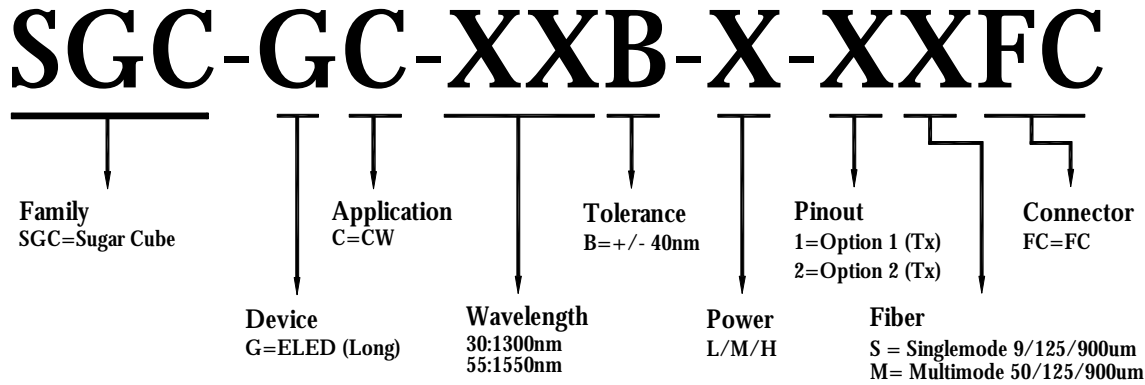 SGC-GC-XXB-X-XXFC
Family
SGC=Sugar Cube
Application
C=CW
Tolerance
B=+/- 40nm
Pinout
1=Option 1 (Tx)
2=Option 2 (Tx)
Connector
FC=FC
Device
G=ELED (Long)
Wavelength
30:1300nm
55:1550nm
Power
L/M/H
Fiber
S = Singlemode 9/125/900um
M= Multimode 50/125/900um